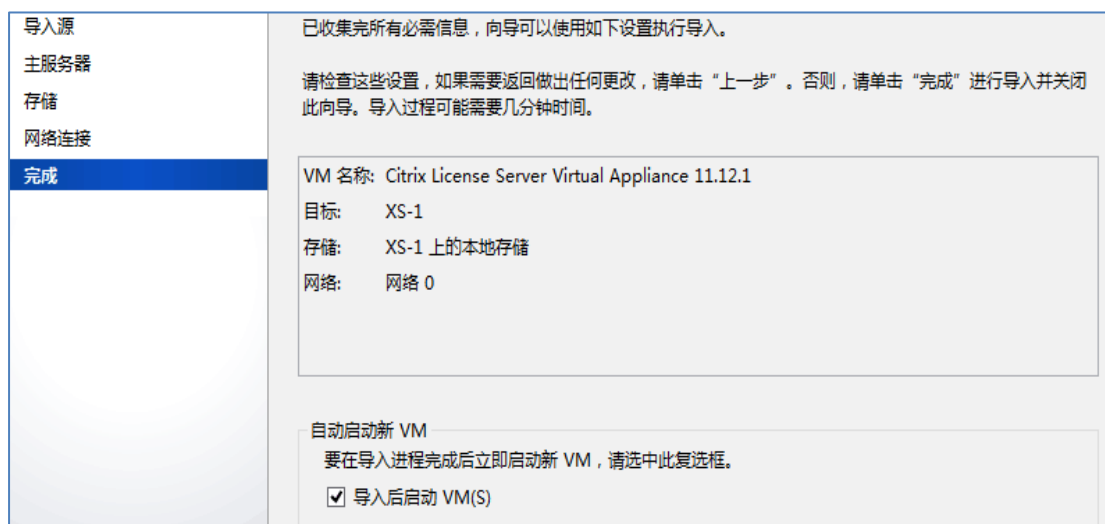 导入源
主服务器
存储
网络连接
完成
已收集完所有必需信息，向导可以使用如下设置执行导入。
请检查这些设置，如果需要返回做出任何更改，请单击“上一步”。否则，请单击“完成”进行导入并关闭
此向导。导入过程可能需要几分钟时间。
VM 名称: Citrix License Server Virtual Appliance 11.12.1
目标: XS-1
存储: XS-1 上的本地存储
网络: 网络 0
自动启动新 VM
要在导入进程完成后立即启动新 VM，请选中此复选框。
导入后启动 VM(S)